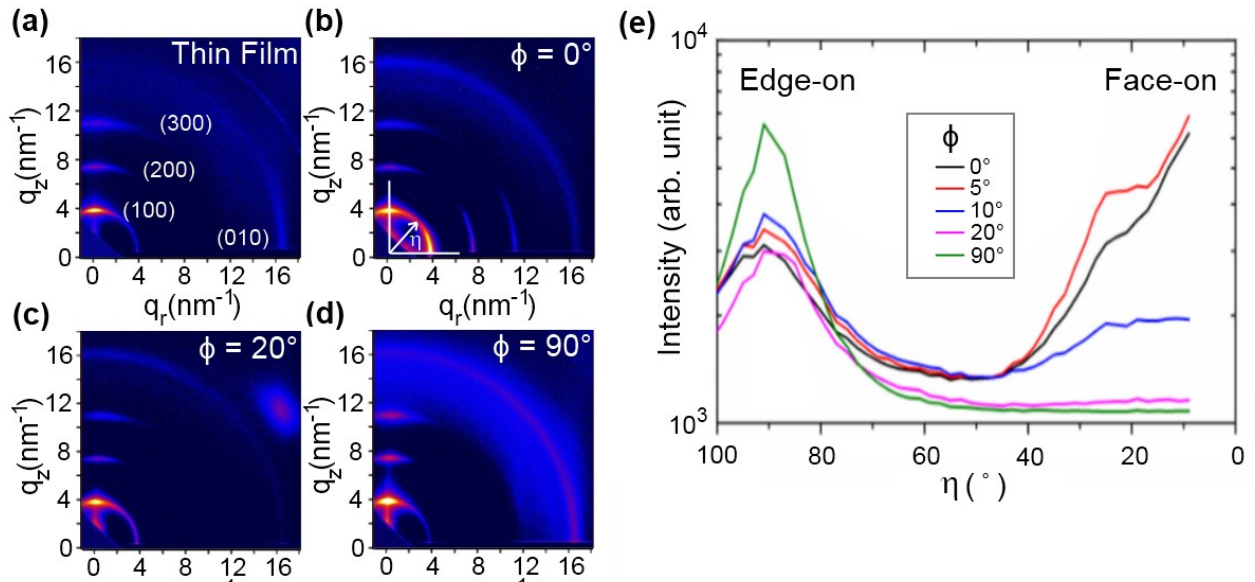 (a)
Thin Film
qz(nm-1)
16
12
8
4
0
(300)
(200)
(100)
(010)
0 4 8 12 16
qr(nm-1)
(b)
ϕ = 0°
qz(nm-1)
16
12
8
4
0
η
0 4 8 12 16
qr(nm-1)
(c)
ϕ = 20°
qz(nm-1)
16
12
8
4
0
0 4 8 12 16
(d)
ϕ = 90°
qz(nm-1)
16
12
8
4
0
0 4 8 12 16
(e)
Intensity (arb. unit)
10^4
10^3
Edge-on
Face-on
ϕ
0°
5°
10°
20°
90°
100 80 60 40 20 0
η (°)